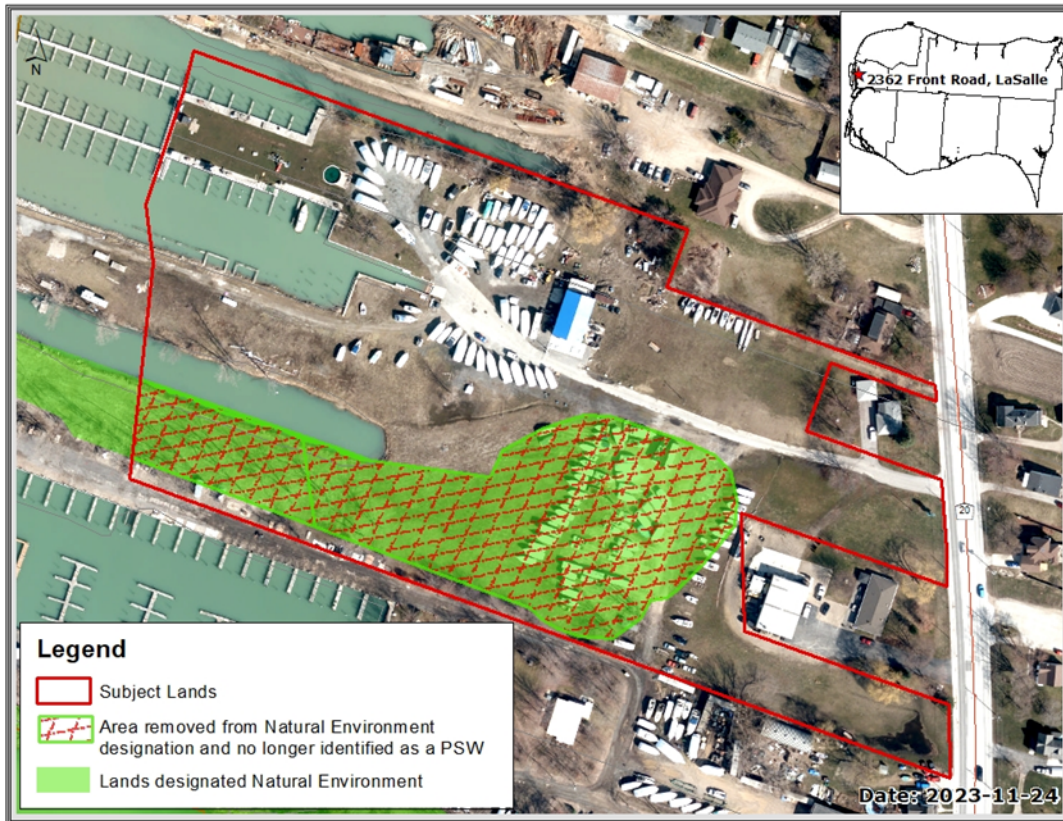 N
2362 Front Road, LaSalle
20
Legend
Subject Lands
Area removed from Natural Environment
designation and no longer identified as a PSW
Lands designated Natural Environment
Date: 2023-11-24